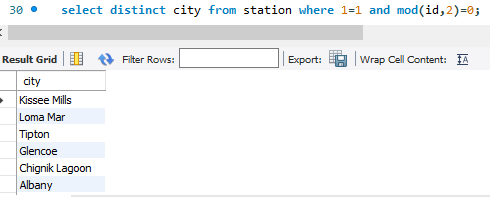 30 select distinct city from station where 1=1 and mod(id,2)=0;
Result Grid Filter Rows: Export: Wrap Cell Content:
city
Kissee Mills
Loma Mar
Tipton
Glencoe
Chignik Lagoon
Albany